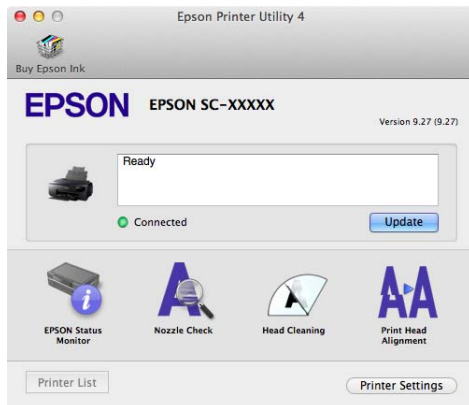 Epson Printer Utility 4
Buy Epson Ink
EPSON
EPSON SC-XXXXX
Version 9.27 (9.27)
Ready
Connected
Update
EPSON Status
Monitor
Nozzle Check
Head Cleaning
Print Head
Alignment
Printer List
Printer Settings